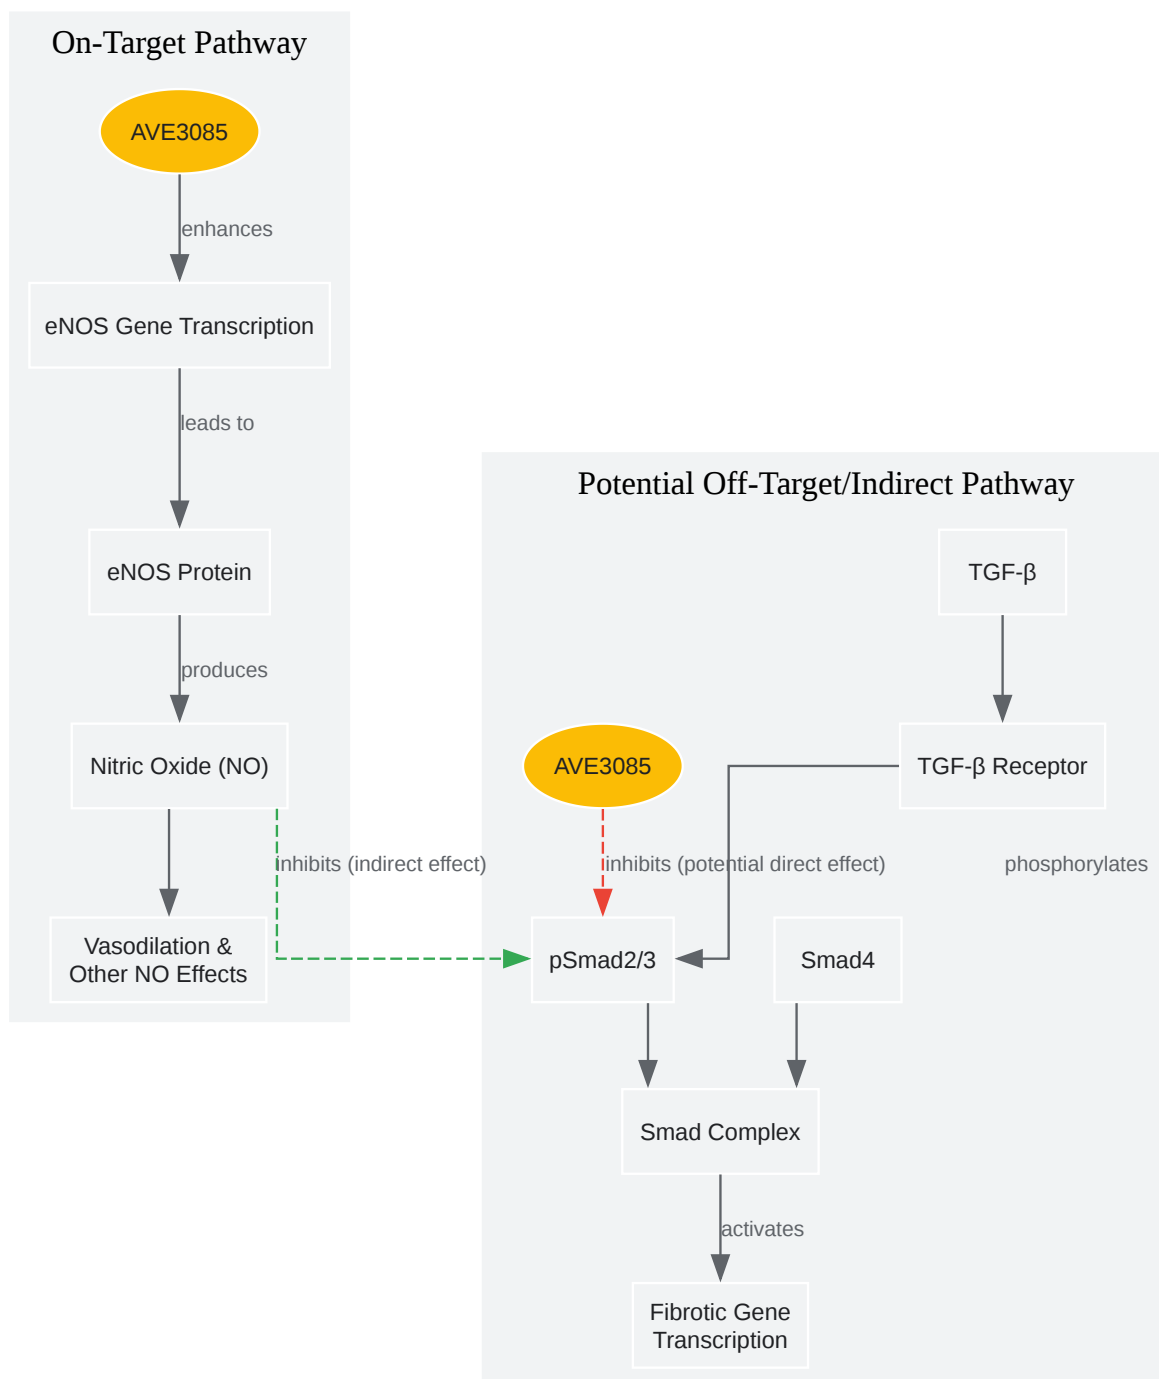 On-Target Pathway
AVE3085
enhances
eNOS Gene Transcription
leads to
eNOS Protein
produces
Nitric Oxide (NO)
inhibits (indirect effect)
Vasodilation &
Other NO Effects
Potential Off-Target/Indirect Pathway
TGF-β
AVE3085
TGF-β Receptor
inhibits (potential direct effect)
phosphorylates
pSmad2/3
Smad4
Smad Complex
activates
Fibrotic Gene
Transcription